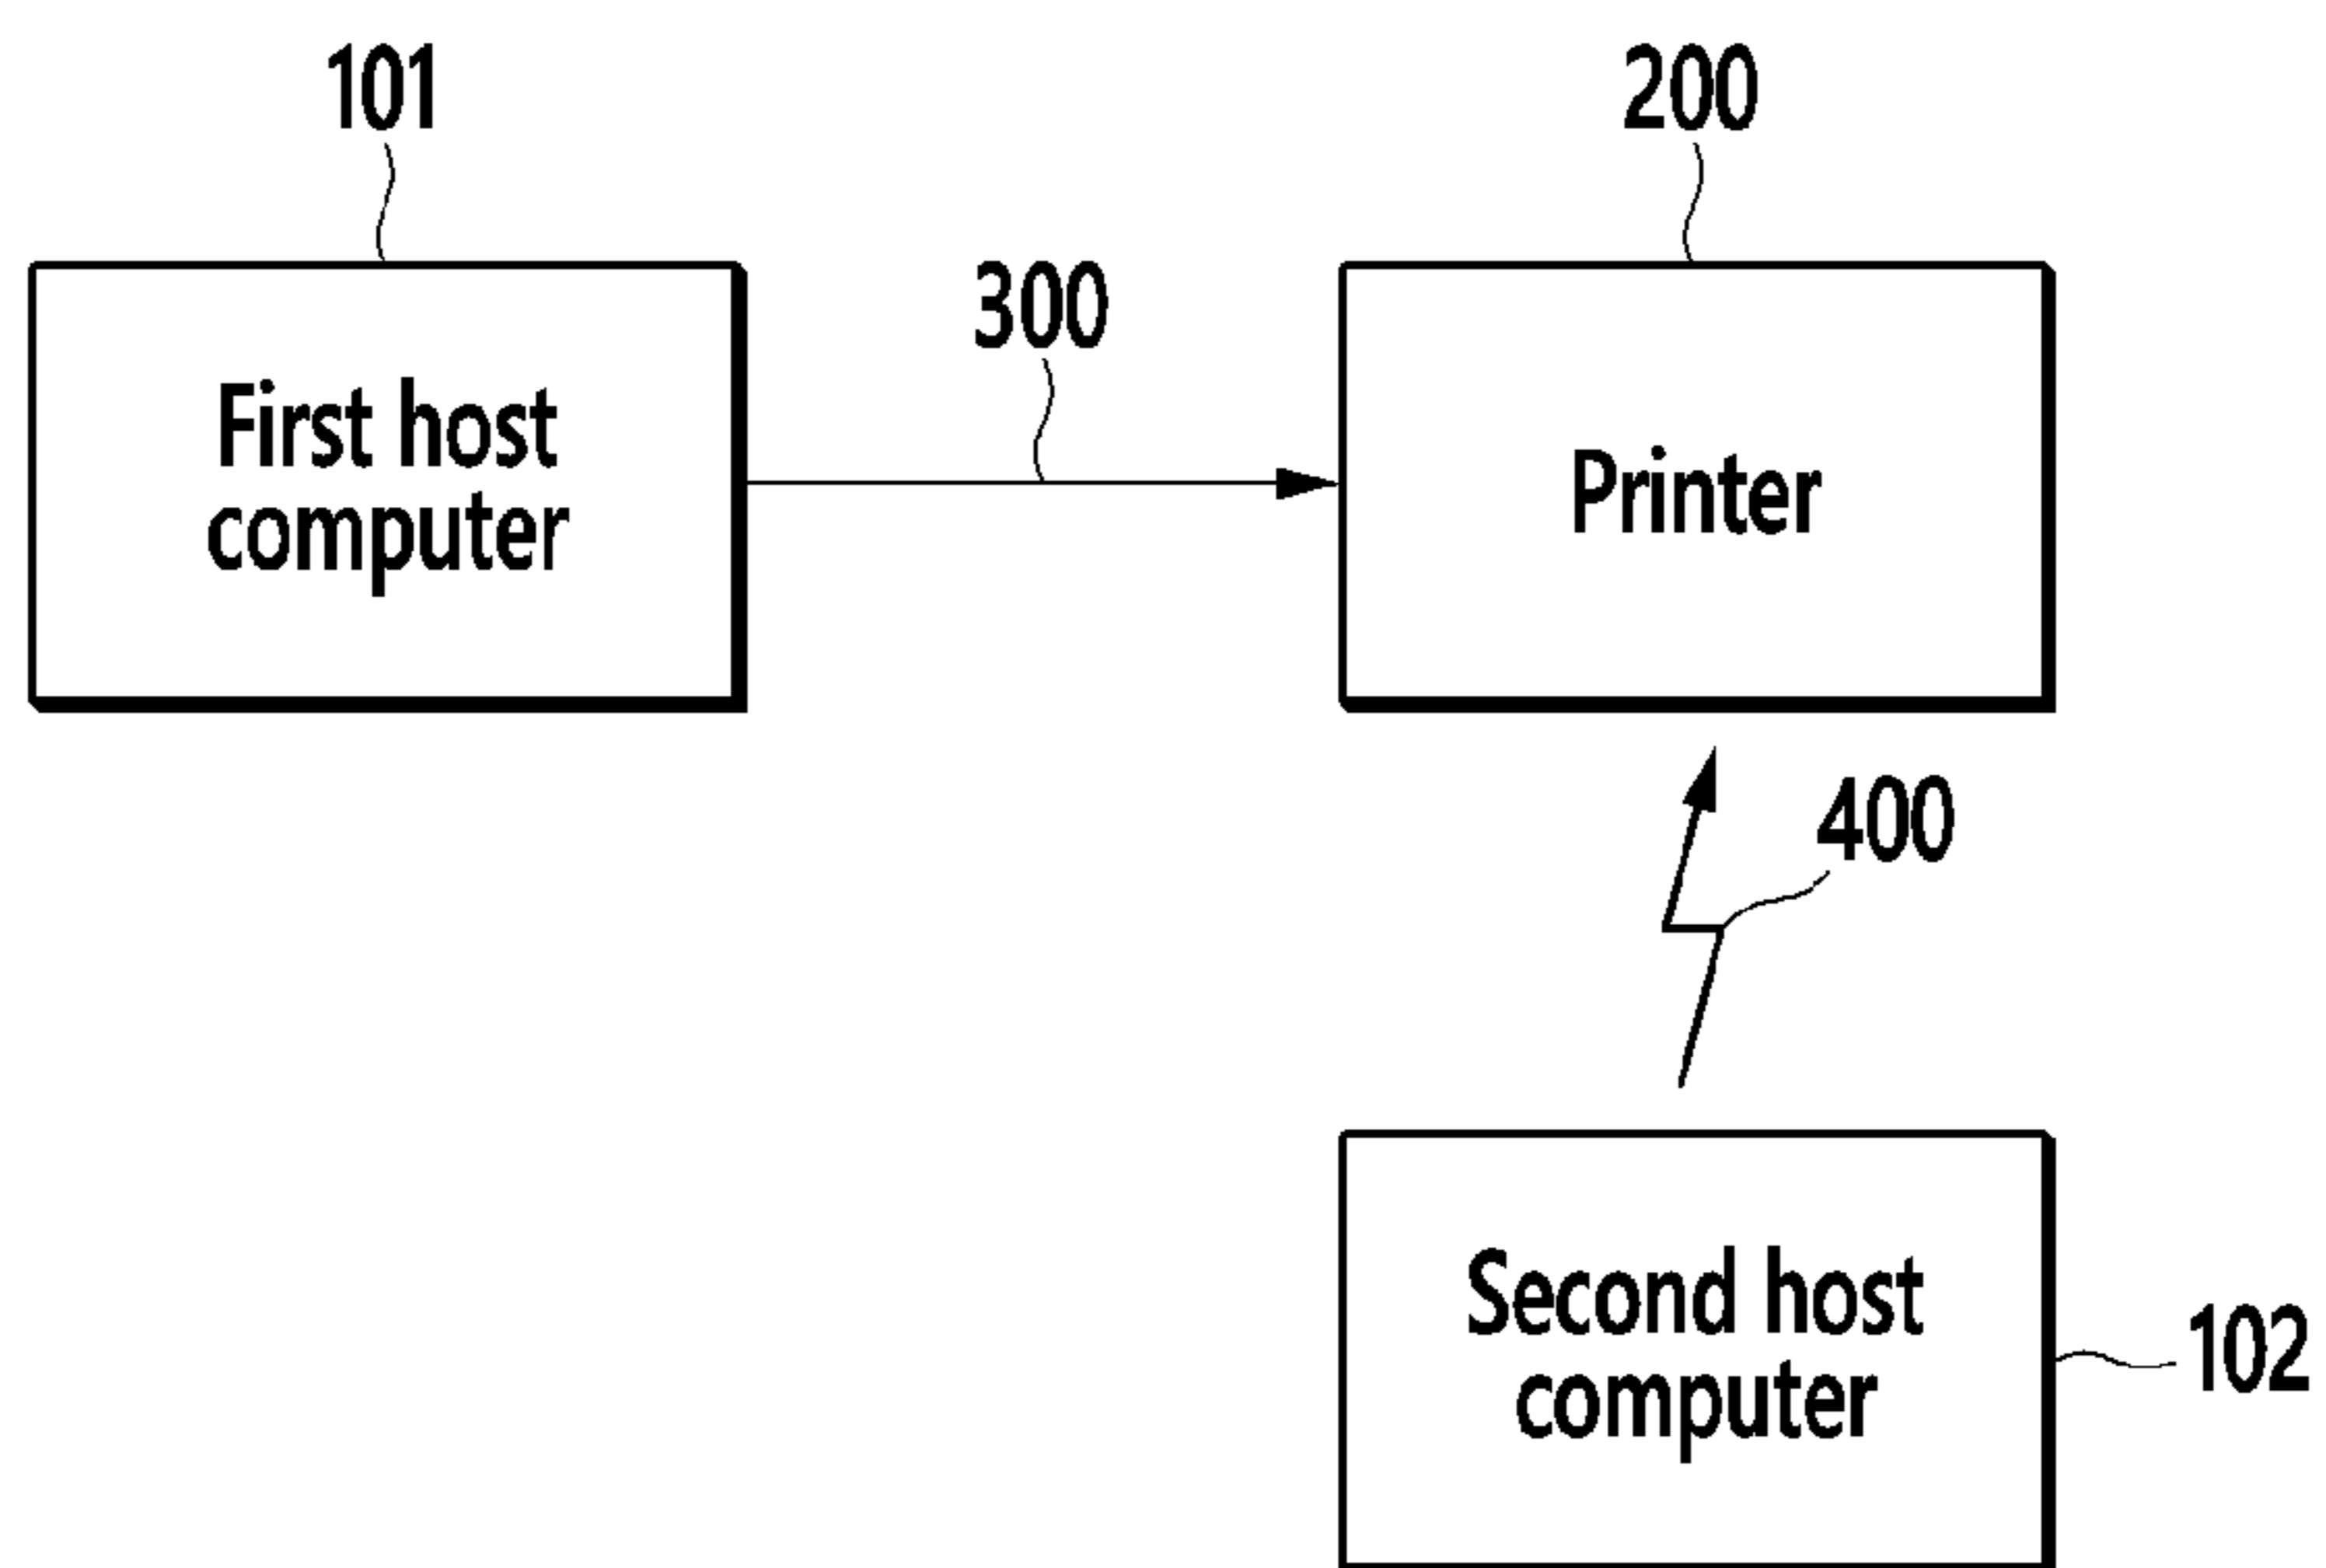 101
200
300
First host
computer
Printer
400
Second host
computer
102